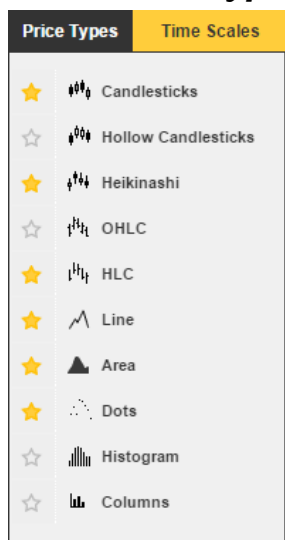 Price Types Time Scales
Candlesticks
Hollow Candlesticks
Heikinashi
OHLC
HLC
Line
Area
Dots
Histogram
Columns